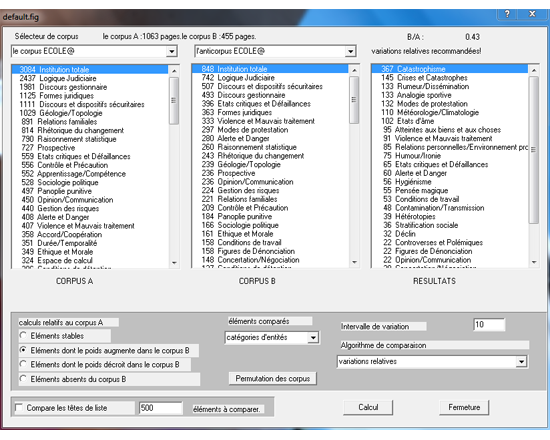 default.fig
Sélecteur de corpus
le corpus A :1063 pages.le corpus B :455 pages.
B/A :
0.43
le corpus ECOLE@
l'anticorpus ECOLE@
variations relatives recommandées!
3084 Institution totale
2437 Logique Judiciaire
1981 Discours gestionnaire
1125 Formes juridiques
1111 Discours et dispositifs sécuritaires
1029 Géologie/Topologie
891 Relations familiales
814 Rhétorique du changement
790 Raisonnement statistique
727 Prospective
559 Etats critiques et Défaillances
556 Contrôle et Précaution
552 Apprentissage/Compétence
528 Sociologie politique
497 Panoplie punitive
450 Opinion/Communication
440 Gestion des risques
408 Alerte et Danger
407 Violence et Mauvais traitement
358 Accord/Coopération
351 Durée/Temporalité
349 Ethique et Morale
324 Espace de calcul
848 Institution totale
742 Logique Judiciaire
507 Discours et dispositifs sécuritaires
493 Discours gestionnaire
396 Etats critiques et Défaillances
363 Formes juridiques
333 Violence et Mauvais traitement
297 Modes de protestation
280 Alerte et Danger
260 Raisonnement statistique
243 Rhétorique du changement
239 Géologie/Topologie
236 Prospective
236 Opinion/Communication
224 Gestion des risques
221 Relations familiales
209 Contrôle et Précaution
184 Panoplie punitive
166 Sociologie politique
161 Ethique et Morale
158 Conditions de travail
158 Figures de Dénonciation
148 Concertation/Négociation
137 Conditions de détention
367 Catastrophisme
145 Crises et Catastrophes
133 Rumeur/Dissémination
133 Analogie sportive
132 Modes de protestation
110 Météorologie/Climatologie
102 Etats d'âme
95 Atteintes aux biens et aux choses
91 Violence et Mauvais traitement
85 Relations personnelles/Environnement pro
75 Humour/Ironie
65 Etats critiques et Défaillances
60 Alerte et Danger
56 Hygiénisme
55 Pensée magique
53 Conditions de travail
48 Contamination/Transmission
39 Hétérotopies
36 Stratification sociale
32 Déclin
22 Controverses et Polémiques
22 Figures de Dénonciation
22 Opinion/Communication
CORPUS A
CORPUS B
RESULTATS
calculs relatifs au corpus A
Eléments stables
Eléments dont le poids augmente dans le corpus B
Eléments dont le poids décroit dans le corpus B
Eléments absents du corpus B
éléments comparés
catégories d'entités
Permutation des corpus
Intervalle de variation
10
Algorithme de comparaison
variations relatives
Compare les têtes de liste
500
éléments à comparer.
Calcul
Fermeture